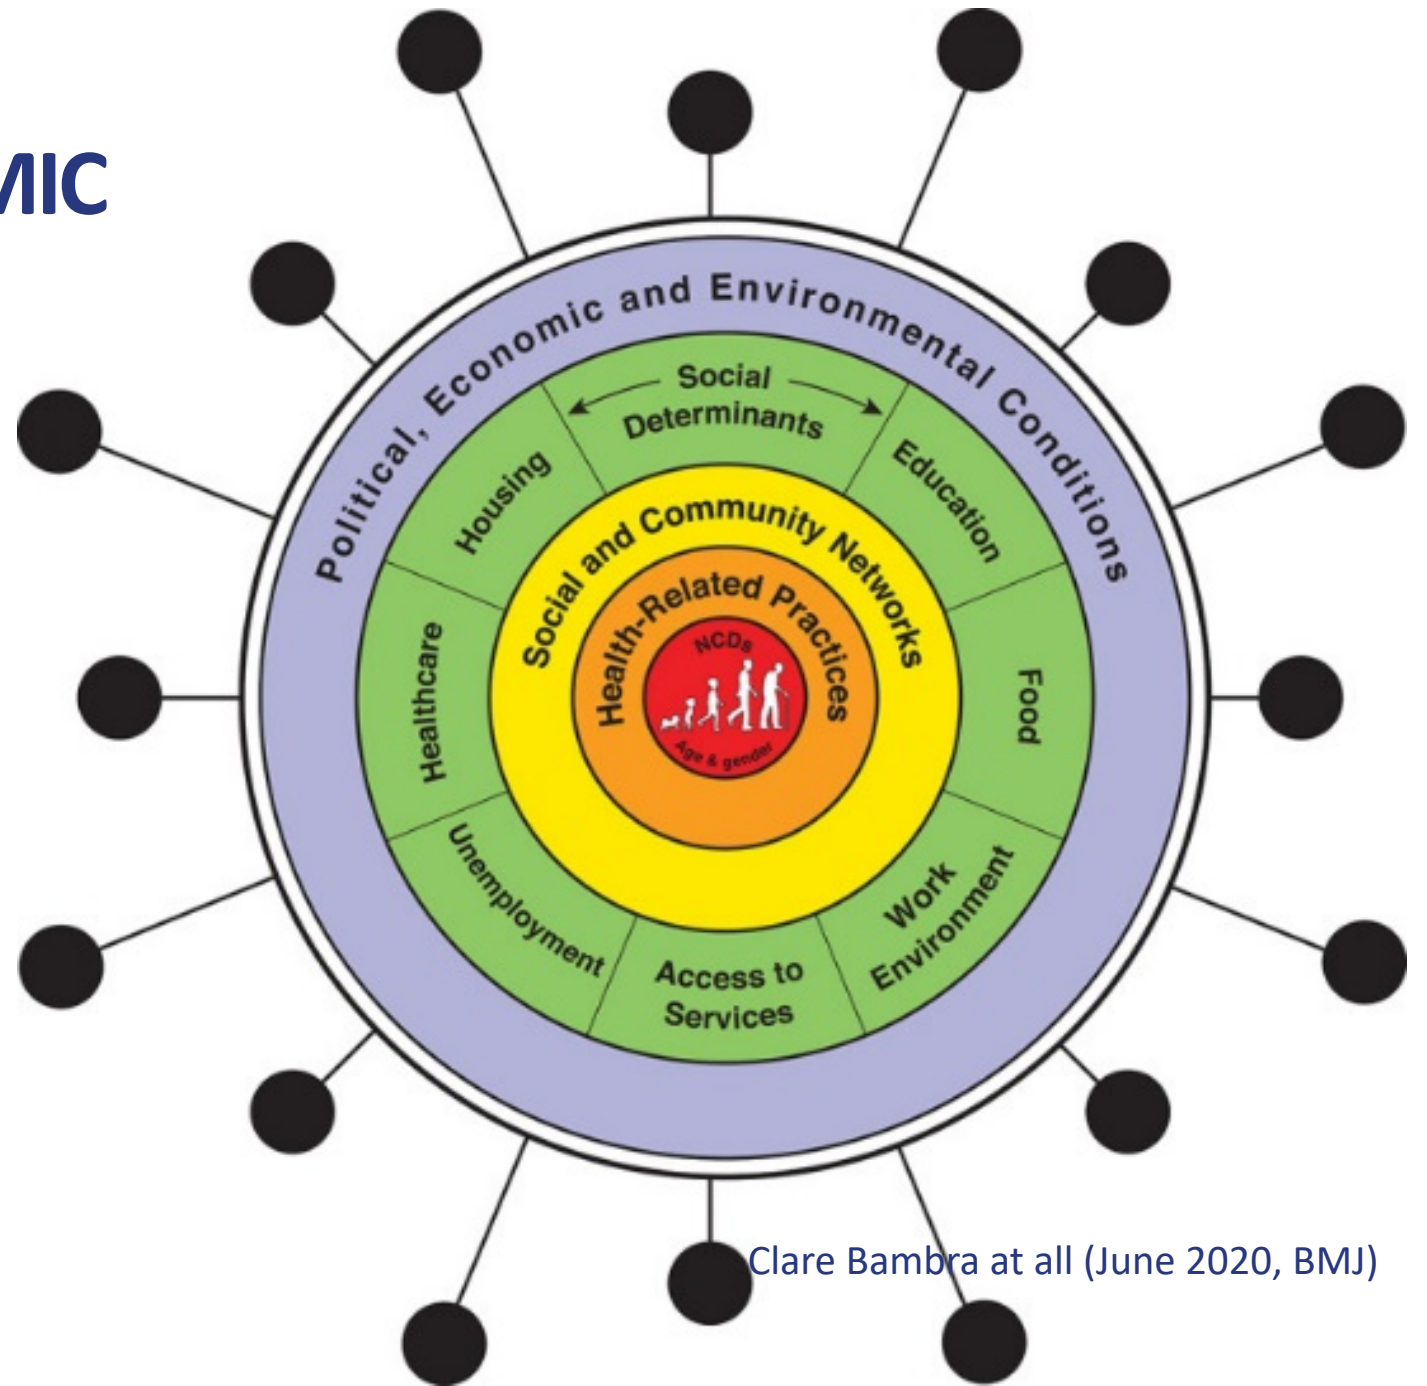 MIC
Political, Economic and Environmental Conditions
Social
Determinants
Housing
Education
Healthcare
Food
Unemployment
Work
Environment
Access to
Services
Social and Community Networks
Health-Related Practices
NCDs
Age & gender
Clare Bambra at all (June 2020, BMJ)